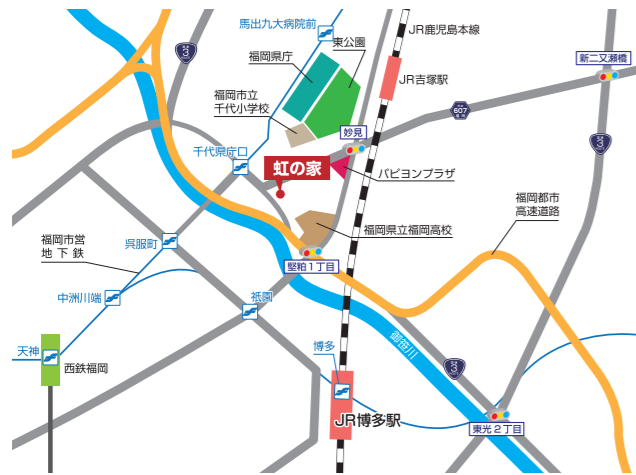 馬出九大病院前
JR鹿児島本線
東公園
福岡県庁
3
新二又瀬橋
JR吉塚駅
福岡市立
千代小学校
607
妙見
3
千代県庁口
虹の家
パピヨンプラザ
福岡都市
高速道路
福岡県立福岡高校
呉服町
福岡市営
地下鉄
堅粕1丁目
中洲川端
祇園
御笠川
天神
博多
西鉄福岡
3
JR博多駅
東光2丁目